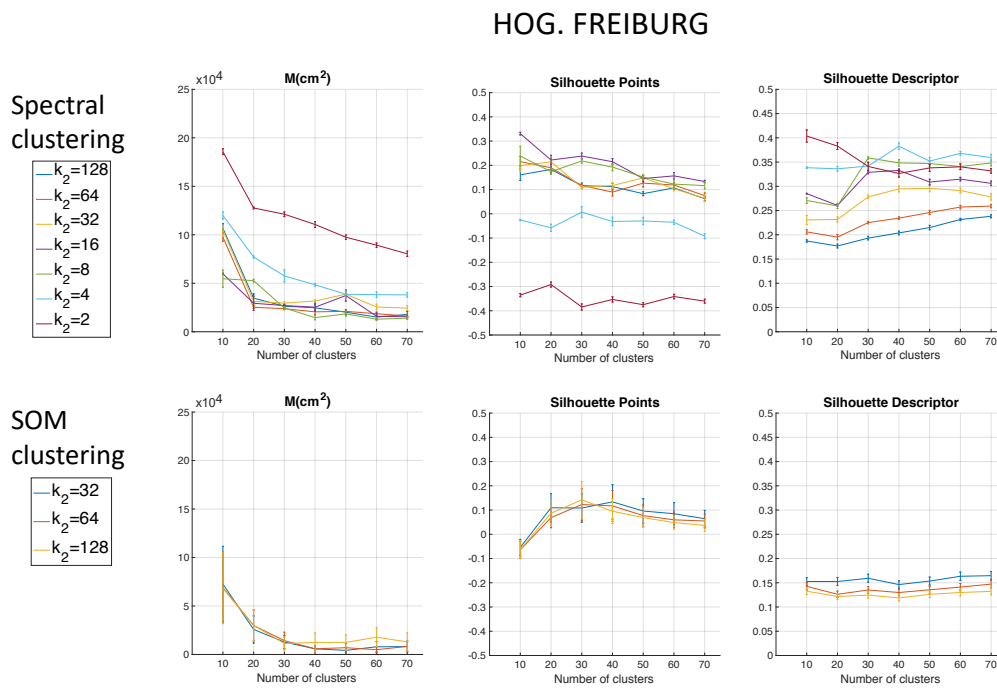 HOG. FREIBURG
Spectral
clustering
k2=128
k2=64
k2=32
k2=16
k2=8
k2=4
k2=2
M(cm²)
x10⁴
25
20
15
10
5
0
10 20 30 40 50 60 70
Number of clusters
Silhouette Points
0.5
0.4
0.3
0.2
0.1
0
-0.1
-0.2
-0.3
-0.4
-0.5
10 20 30 40 50 60 70
Number of clusters
Silhouette Descriptor
0.5
0.45
0.4
0.35
0.3
0.25
0.2
0.15
0.1
0.05
0
10 20 30 40 50 60 70
Number of clusters
SOM
clustering
k2=32
k2=64
k2=128
M(cm²)
x10⁴
25
20
15
10
5
0
10 20 30 40 50 60 70
Number of clusters
Silhouette Points
0.5
0.4
0.3
0.2
0.1
0
-0.1
-0.2
-0.3
-0.4
-0.5
10 20 30 40 50 60 70
Number of clusters
Silhouette Descriptor
0.5
0.45
0.4
0.35
0.3
0.25
0.2
0.15
0.1
0.05
0
10 20 30 40 50 60 70
Number of clusters